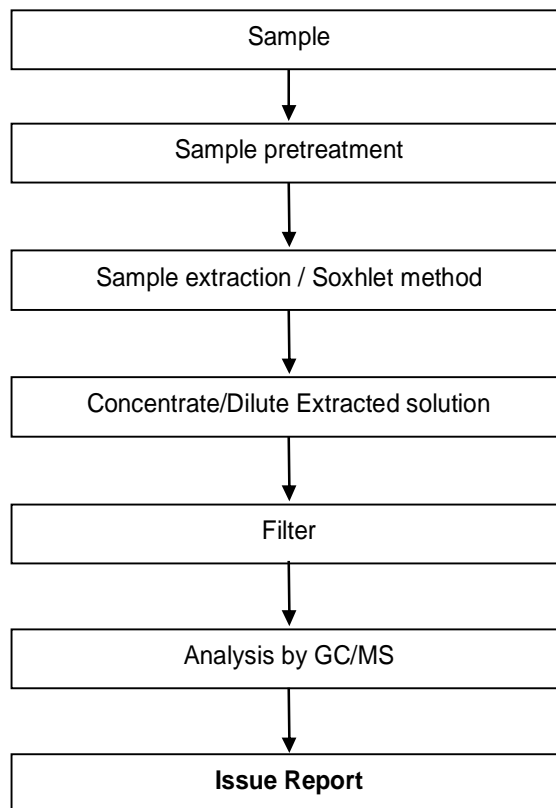 Sample
Sample pretreatment
Sample extraction / Soxhlet method
Concentrate/Dilute Extracted solution
Filter
Analysis by GC/MS
Issue Report